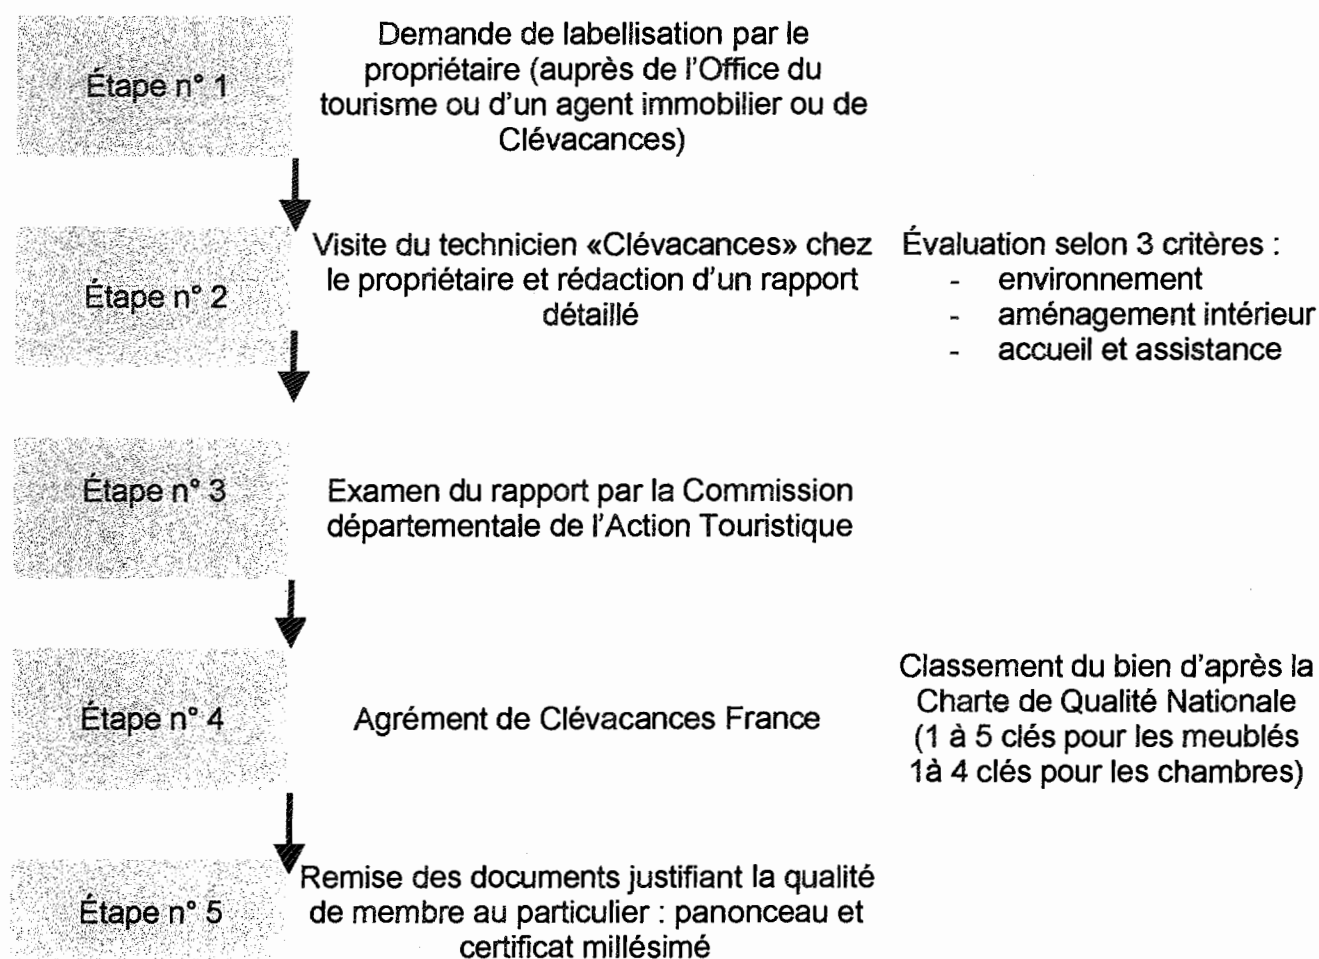 Étape n° 1
Demande de labellisation par le
propriétaire (auprès de l'Office du
tourisme ou d'un agent immobilier ou de
Clévacances)
Étape n° 2
Visite du technicien «Clévacances» chez
le propriétaire et rédaction d'un rapport
détaillé
Évaluation selon 3 critères :
- environnement
- aménagement intérieur
- accueil et assistance
Étape n° 3
Examen du rapport par la Commission
départementale de l'Action Touristique
Étape n° 4
Agrément de Clévacances France
Classement du bien d'après la
Charte de Qualité Nationale
(1 à 5 clés pour les meublés
1à 4 clés pour les chambres)
Étape n° 5
Remise des documents justifiant la qualité
de membre au particulier : panonceau et
certificat millésimé